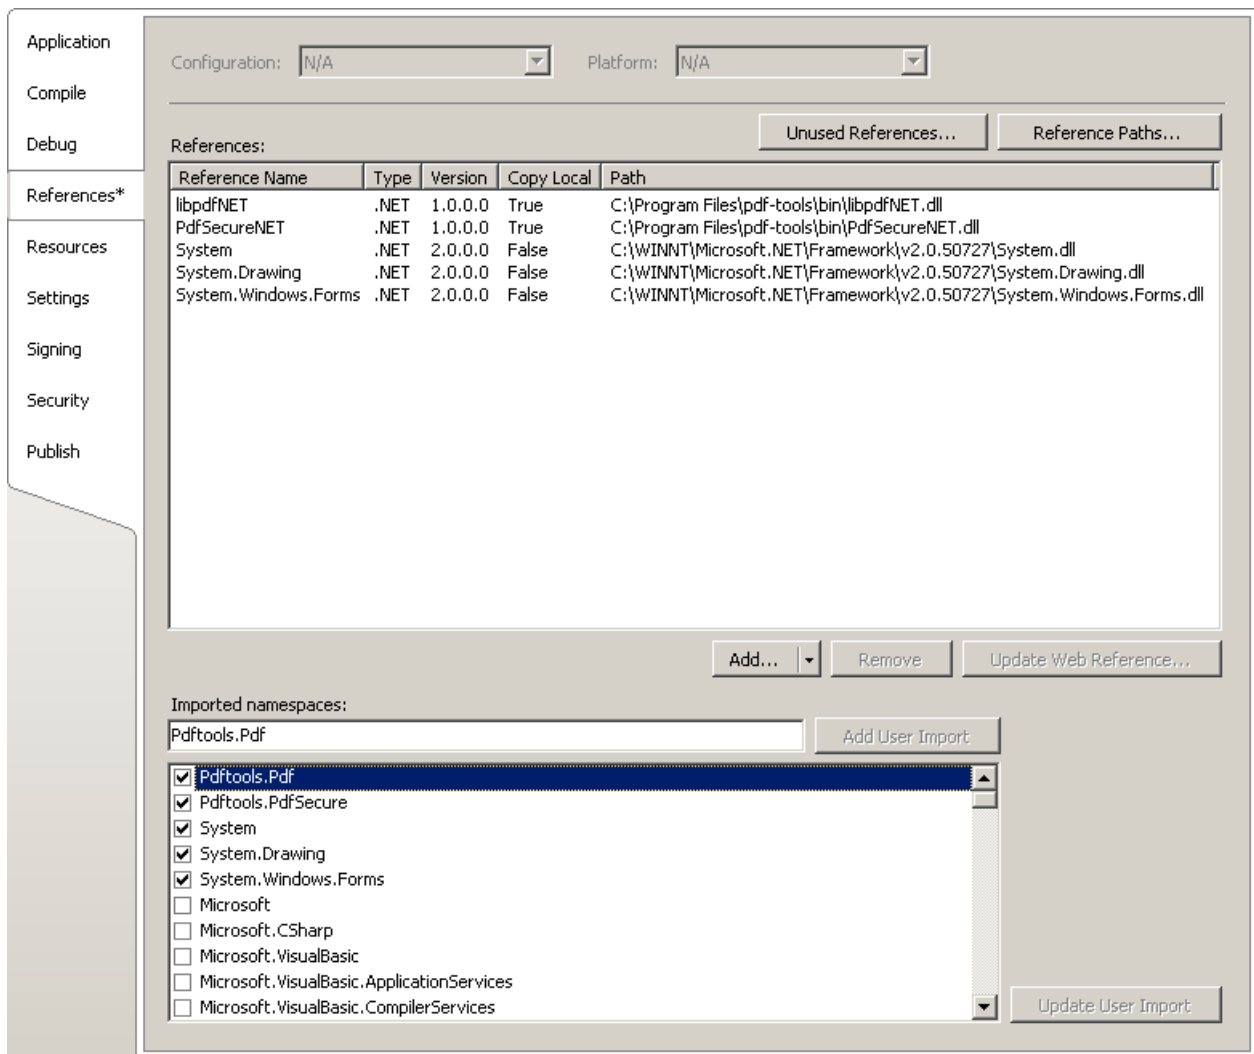 Application
Compile
Debug
References*
Resources
Settings
Signing
Security
Publish
Configuration: N/A Platform: N/A
Unused References... Reference Paths...
References:
Reference Name Type Version Copy Local Path
libpdfNET .NET 1.0.0.0 True C:\Program Files\pdf-tools\bin\libpdfNET.dll
PdfSecureNET .NET 1.0.0.0 True C:\Program Files\pdf-tools\bin\PdfSecureNET.dll
System .NET 2.0.0.0 False C:\WINNT\Microsoft.NET\Framework\v2.0.50727\System.dll
System.Drawing .NET 2.0.0.0 False C:\WINNT\Microsoft.NET\Framework\v2.0.50727\System.Drawing.dll
System.Windows.Forms .NET 2.0.0.0 False C:\WINNT\Microsoft.NET\Framework\v2.0.50727\System.Windows.Forms.dll
Add... Remove Update Web Reference...
Imported namespaces:
Pdftools.Pdf Add User Import
Pdftools.Pdf
Pdftools.PdfSecure
System
System.Drawing
System.Windows.Forms
Microsoft
Microsoft.CSharp
Microsoft.VisualBasic
Microsoft.VisualBasic.ApplicationServices
Microsoft.VisualBasic.CompilerServices Update User Import